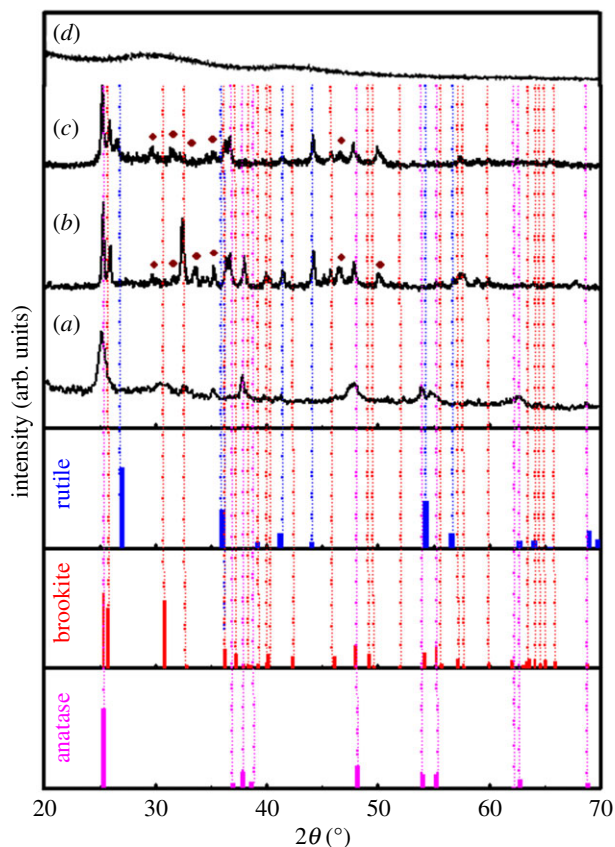 (d)
(c)
(b)
(a)
intensity (arb. units)
rutile
brookite
anatase
20 30 40 50 60 70
2θ (°)